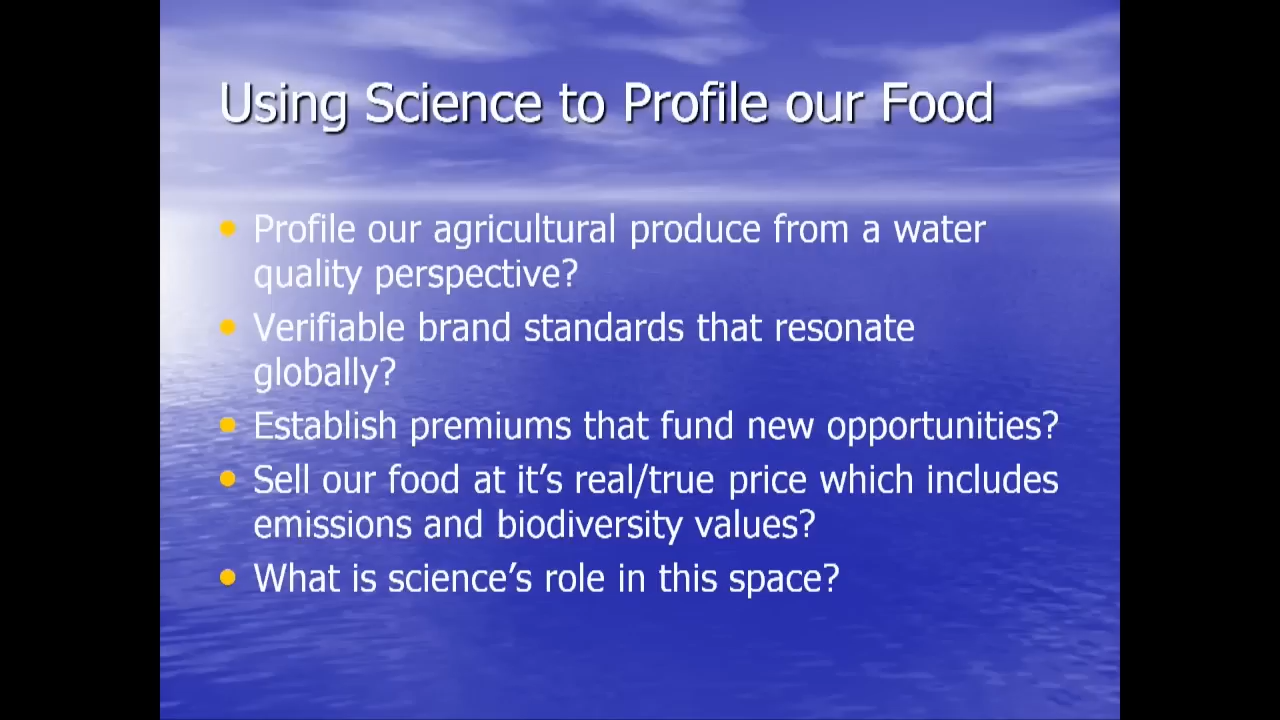 Using Science to Profile our Food
• Profile our agricultural produce from a water
quality perspective?
• Verifiable brand standards that resonate
globally?
• Establish premiums that fund new opportunities?
• Sell our food at it’s real/true price which includes
emissions and biodiversity values?
• What is science’s role in this space?